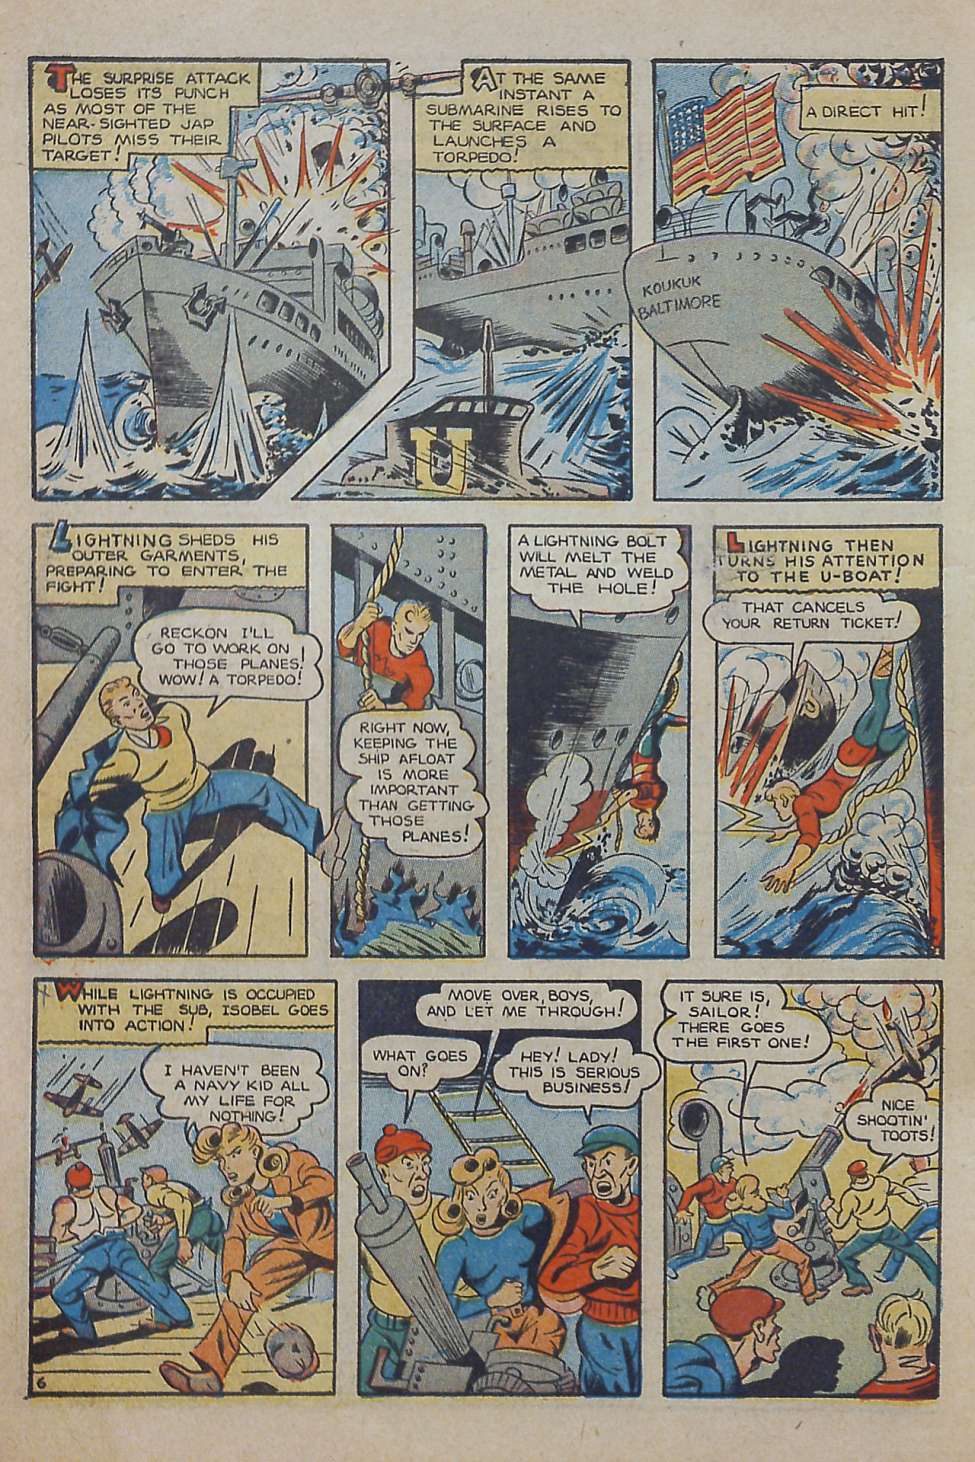 THE SURPRISE ATTACK
LOSES ITS PUNCH
AS MOST OF THE
NEAR-SIGHTED JAP
PILOTS MISS THEIR
TARGET!
AT THE SAME
INSTANT A
SUBMARINE RISES TO
THE SURFACE AND
LAUNCHES A
TORPEDO!
U
A DIRECT HIT!
KOUKUK
BALTIMORE
LIGHTNING SHEDS HIS
OUTER GARMENTS,
PREPARING TO ENTER THE
FIGHT!
RECKON I'LL
GO TO WORK ON
THOSE PLANES!
WOW! A TORPEDO!
RIGHT NOW,
KEEPING THE
SHIP AFLOAT
IS MORE
IMPORTANT
THAN GETTING
THOSE
PLANES!
A LIGHTNING BOLT
WILL MELT THE
METAL AND WELD
THE HOLE!
LIGHTNING THEN
TURNS HIS ATTENTION
TO THE U-BOAT!
THAT CANCELS
YOUR RETURN TICKET!
WHILE LIGHTNING IS OCCUPIED
WITH THE SUB, ISOBEL GOES
INTO ACTION!
I HAVEN'T BEEN
A NAVY KID ALL
MY LIFE FOR
NOTHING!
6
MOVE OVER, BOYS,
AND LET ME THROUGH!
WHAT GOES
ON?
HEY! LADY!
THIS IS SERIOUS
BUSINESS!
IT SURE IS,
SAILOR!
THERE GOES
THE FIRST ONE!
NICE
SHOOTIN'
TOOTS!